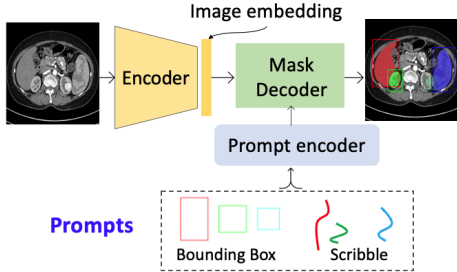 Image embedding
Encoder
Mask
Decoder
Prompt encoder
Prompts
Bounding Box
Scribble